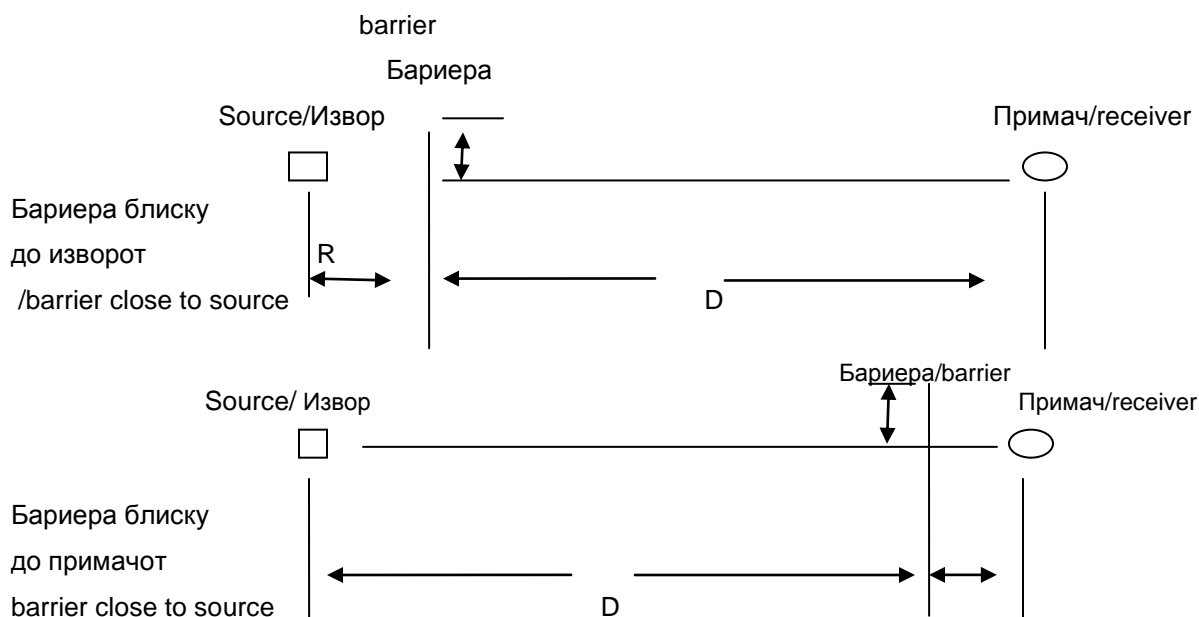 barrier
Бариера
Source/Извор
Примач/receiver
Бариера блиску
до изворот
/barrier close to source
R
D
Бариера/barrier
Source/ Извор
Примач/receiver
Бариера блиску
до примачот
barrier close to source
D